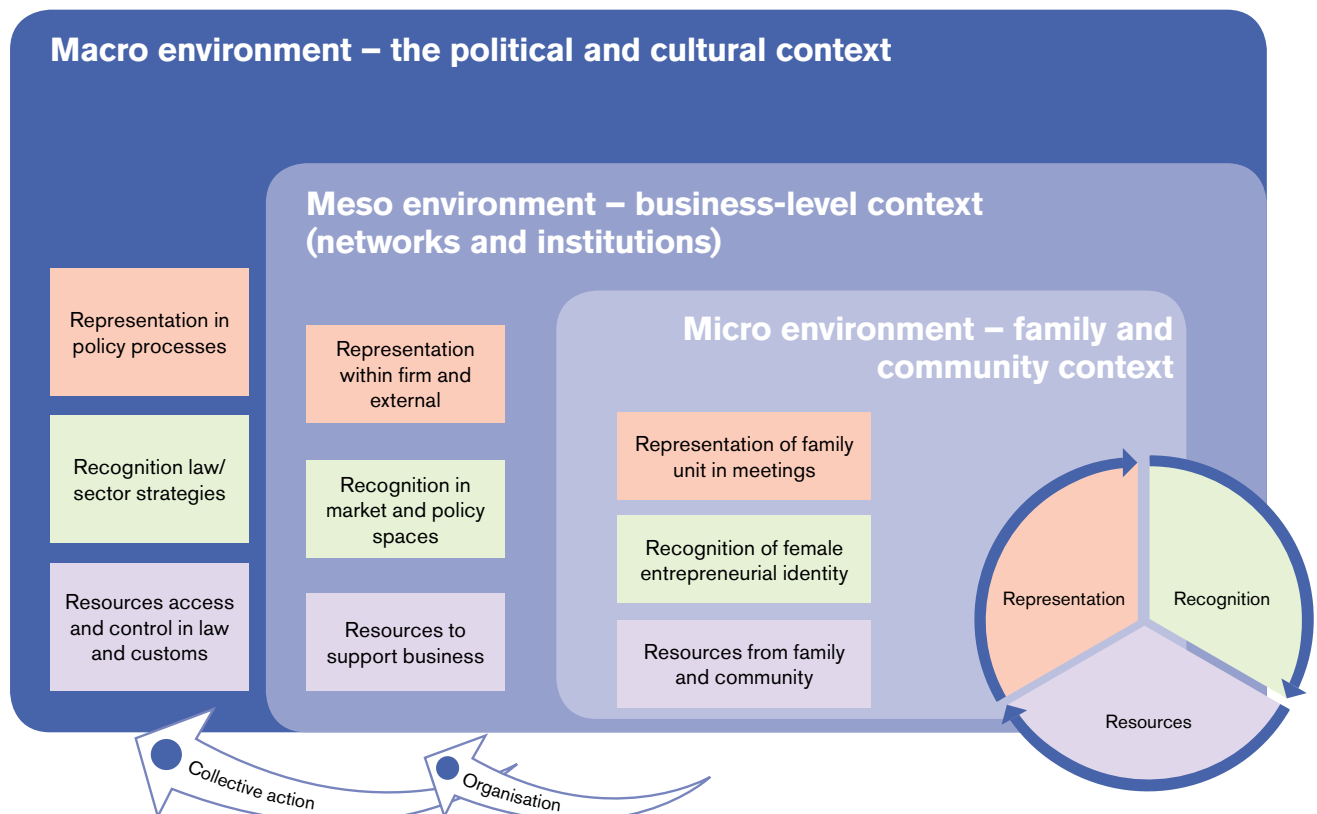 Macro environment – the political and cultural context
Meso environment – business-level context
(networks and institutions)
Micro environment – family and
community context
Representation in
policy processes
Recognition law/
sector strategies
Resources access
and control in law
and customs
Representation
within firm and
external
Recognition in
market and policy
spaces
Resources to
support business
Representation of family
unit in meetings
Recognition of female
entrepreneurial identity
Resources from family
and community
Representation
Recognition
Resources
Collective action
Organisation